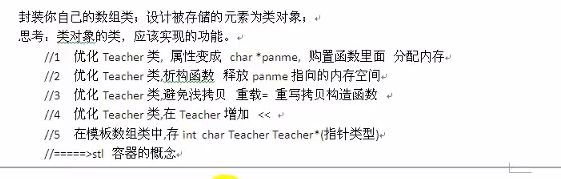 封装你自己的数组类；设计被存储的元素为类对象；
思考：类对象的类，应该实现的功能。
//1 优化 Teacher 类, 属性变成 char *panme, 购置函数里面 分配内存
//2 优化 Teacher 类,析构函数 释放 panme 指向的内存空间
//3 优化 Teacher 类,避免浅拷贝 重载= 重写拷贝构造函数
//4 优化 Teacher 类,在 Teacher 增加 <<
//5 在模板数组类中,存 int char Teacher Teacher*(指针类型)
//=====>stl 容器的概念